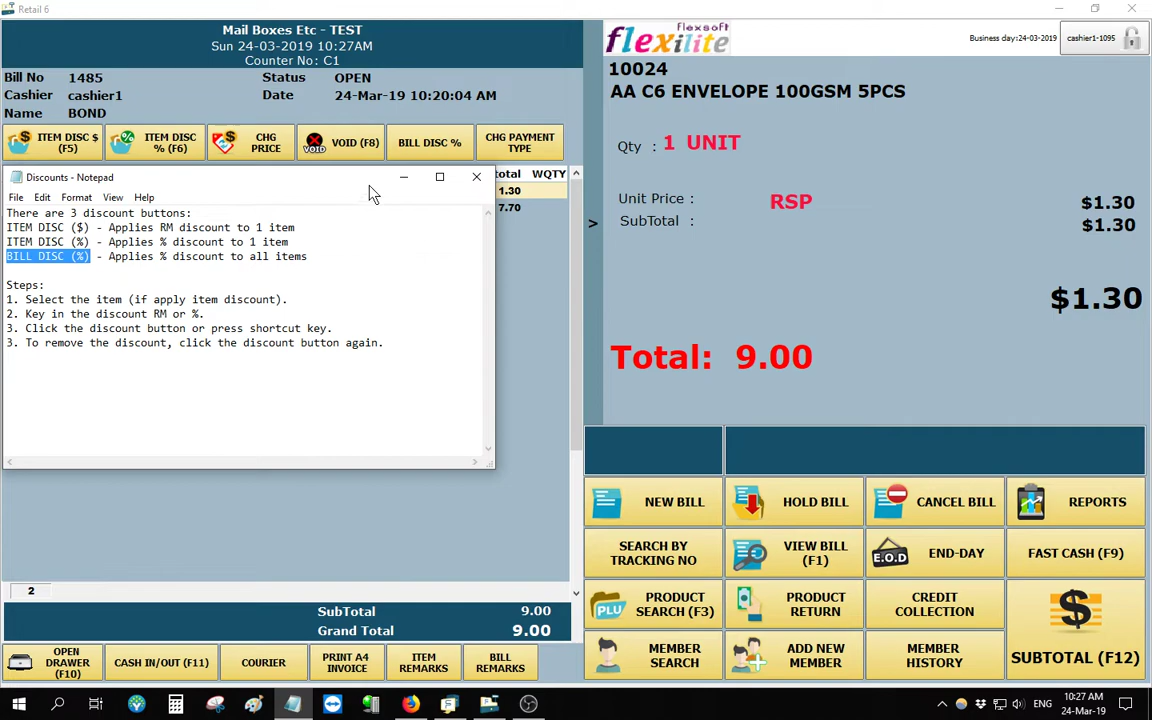 Retail 6
Mail Boxes Etc - TEST
Sun 24-03-2019 10:27AM
Counter No: C1
Bill No 1485 Status OPEN
Cashier cashier1 Date 24-Mar-19 10:20:04 AM
Name BOND
ITEM DISC $ (F5)
ITEM DISC % (F6)
CHG PRICE
VOID VOID (F8)
BILL DISC %
CHG PAYMENT TYPE
total WQTY
1.30
7.70
Discounts - Notepad
File Edit Format View Help
There are 3 discount buttons:
ITEM DISC ($) - Applies RM discount to 1 item
ITEM DISC (%) - Applies % discount to 1 item
BILL DISC (%) - Applies % discount to all items
Steps:
1. Select the item (if apply item discount).
2. Key in the discount RM or %.
3. Click the discount button or press shortcut key.
3. To remove the discount, click the discount button again.
2
SubTotal 9.00
Grand Total 9.00
OPEN DRAWER (F10)
CASH IN/OUT (F11)
COURIER
PRINT A4 INVOICE
ITEM REMARKS
BILL REMARKS
flexsoft
flexilite
Business day:24-03-2019
cashier1-1095
10024
AA C6 ENVELOPE 100GSM 5PCS
Qty : 1 UNIT
Unit Price : RSP $1.30
SubTotal : $1.30
>
$1.30
Total: 9.00
NEW BILL
HOLD BILL
CANCEL BILL
REPORTS
SEARCH BY TRACKING NO
VIEW BILL (F1)
E.O.D END-DAY
FAST CASH (F9)
PLU PRODUCT SEARCH (F3)
PRODUCT RETURN
CREDIT COLLECTION
$
SUBTOTAL (F12)
MEMBER SEARCH
ADD NEW MEMBER
MEMBER HISTORY
ENG
10:27 AM
24-Mar-19